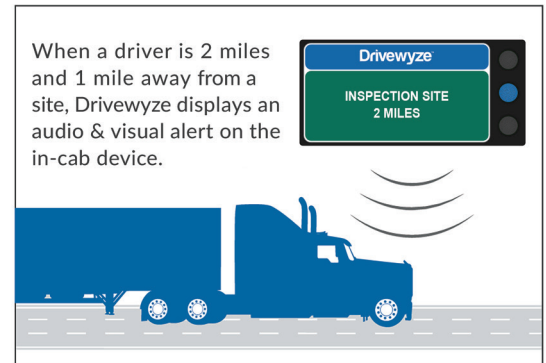 When a driver is 2 miles
and 1 mile away from a
site, Drivewyze displays an
audio & visual alert on the
in-cab device.
Drivewyze
INSPECTION SITE
2 MILES